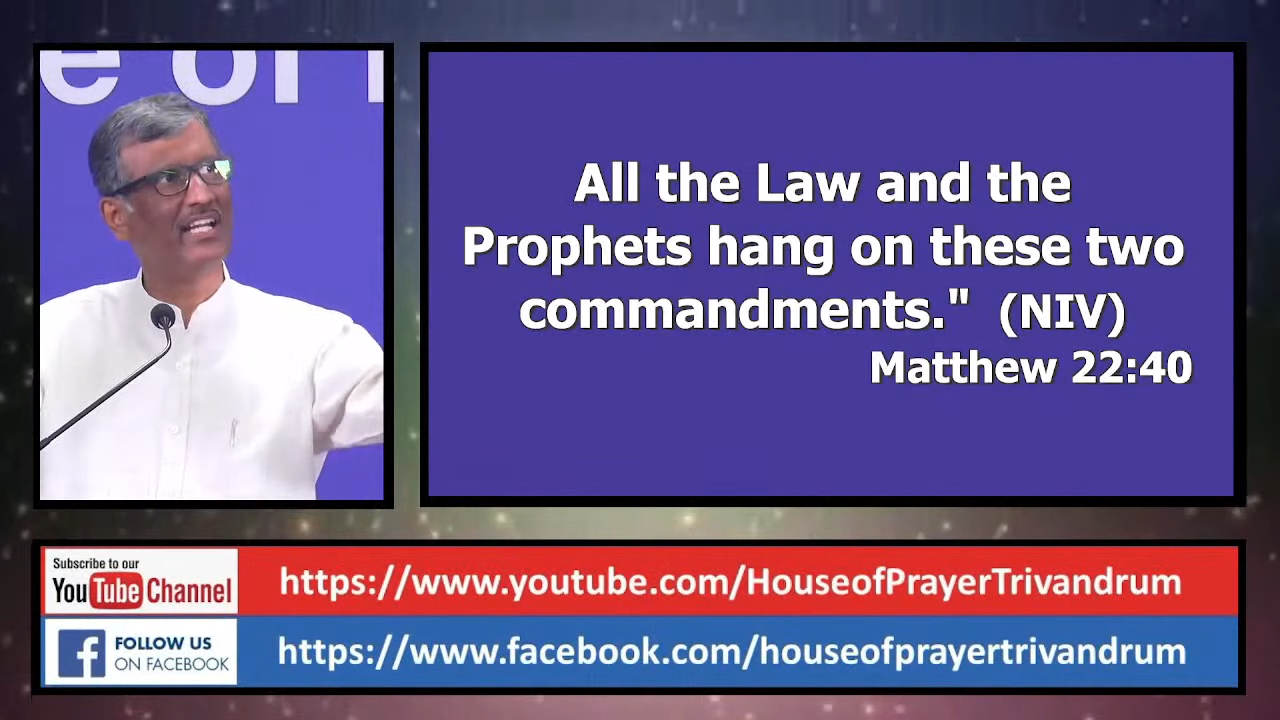 e of
All the Law and the
Prophets hang on these two
commandments." (NIV)
Matthew 22:40
Subscribe to our
YouTube Channel
https://www.youtube.com/HouseofPrayerTrivandrum
FOLLOW US
ON FACEBOOK
https://www.facebook.com/houseofprayertrivandrum